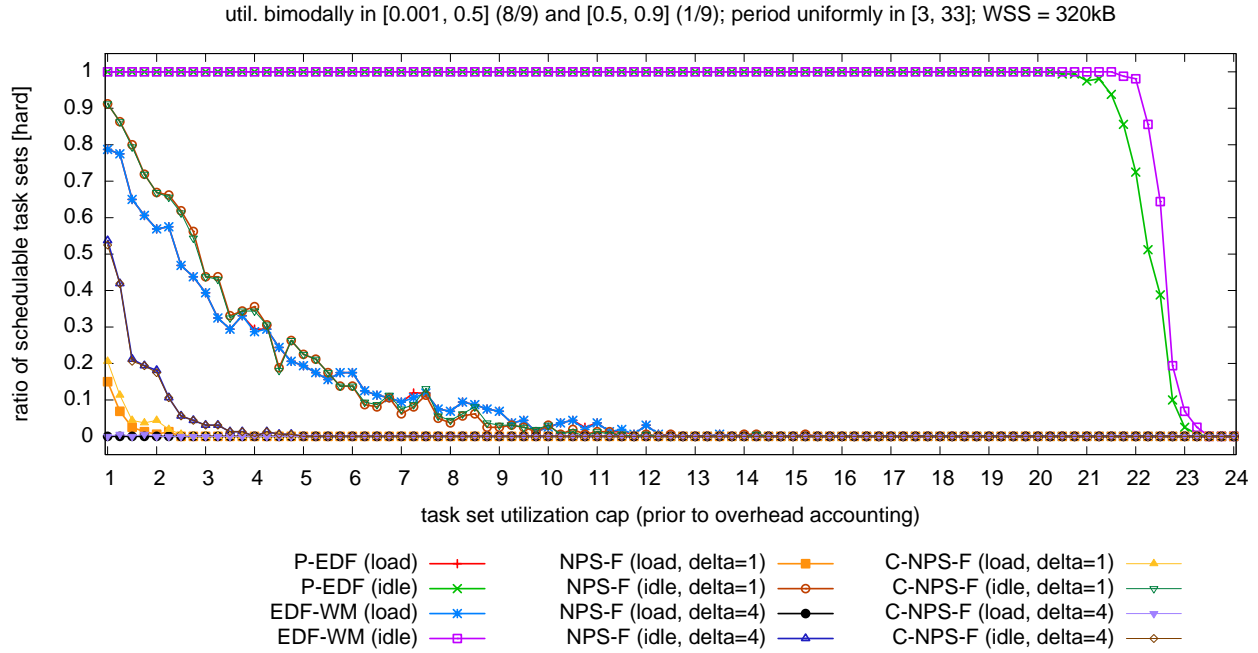 util. bimodally in [0.001, 0.5] (8/9) and [0.5, 0.9] (1/9); period uniformly in [3, 33]; WSS = 320kB
ratio of schedulable task sets [hard]
1
0.9
0.8
0.7
0.6
0.5
0.4
0.3
0.2
0.1
0
1 2 3 4 5 6 7 8 9 10 11 12 13 14 15 16 17 18 19 20 21 22 23 24
task set utilization cap (prior to overhead accounting)
P-EDF (load) NPS-F (load, delta=1) C-NPS-F (load, delta=1)
P-EDF (idle) NPS-F (idle, delta=1) C-NPS-F (idle, delta=1)
EDF-WM (load) NPS-F (load, delta=4) C-NPS-F (load, delta=4)
EDF-WM (idle) NPS-F (idle, delta=4) C-NPS-F (idle, delta=4)